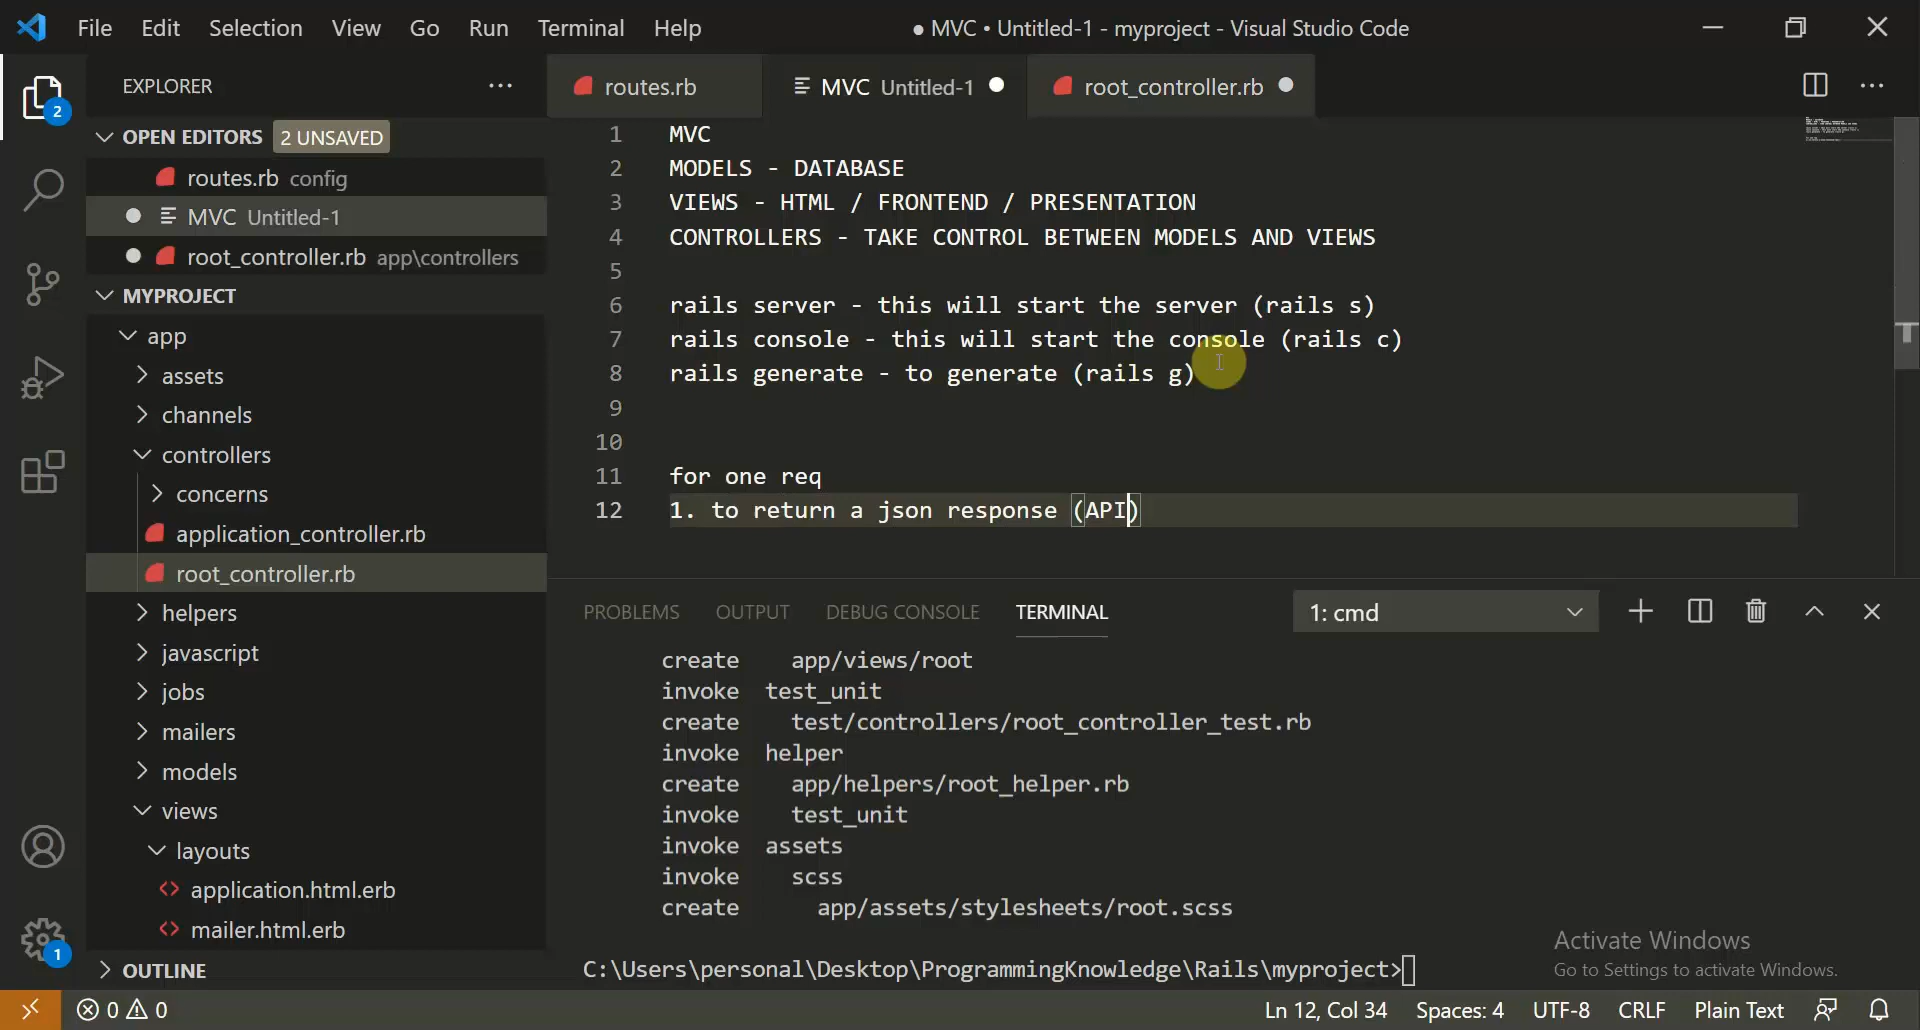 File Edit Selection View Go Run Terminal Help ● MVC • Untitled-1 - myproject - Visual Studio Code
EXPLORER
routes.rb MVC Untitled-1 root_controller.rb
2
OPEN EDITORS 2 UNSAVED
routes.rb config
MVC Untitled-1
root_controller.rb app\controllers
MYPROJECT
app
assets
channels
controllers
concerns
application_controller.rb
root_controller.rb
helpers
javascript
jobs
mailers
models
views
layouts
application.html.erb
mailer.html.erb
OUTLINE
1 MVC
2 MODELS - DATABASE
3 VIEWS - HTML / FRONTEND / PRESENTATION
4 CONTROLLERS - TAKE CONTROL BETWEEN MODELS AND VIEWS
5
6 rails server - this will start the server (rails s)
7 rails console - this will start the console (rails c)
8 rails generate - to generate (rails g)
9
10
11 for one req
12 1. to return a json response (API)
PROBLEMS OUTPUT DEBUG CONSOLE TERMINAL 1: cmd
create app/views/root
invoke test_unit
create test/controllers/root_controller_test.rb
invoke helper
create app/helpers/root_helper.rb
invoke test_unit
invoke assets
invoke scss
create app/assets/stylesheets/root.scss
C:\Users\personal\Desktop\ProgrammingKnowledge\Rails\myproject>
Activate Windows
Go to Settings to activate Windows.
1
0 0 Ln 12, Col 34 Spaces: 4 UTF-8 CRLF Plain Text